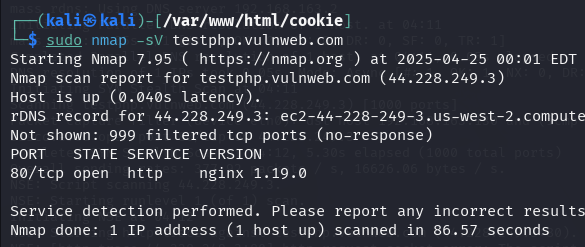 ┌──(kali㉿kali)-[/var/www/html/cookie]
└─$ sudo nmap -sV testphp.vulnweb.com
Starting Nmap 7.95 ( https://nmap.org ) at 2025-04-25 00:01 EDT
Nmap scan report for testphp.vulnweb.com (44.228.249.3)
Host is up (0.040s latency).
rDNS record for 44.228.249.3: ec2-44-228-249-3.us-west-2.compute
Not shown: 999 filtered tcp ports (no-response)
PORT   STATE SERVICE VERSION
80/tcp open  http    nginx 1.19.0
Service detection performed. Please report any incorrect results
Nmap done: 1 IP address (1 host up) scanned in 86.57 seconds